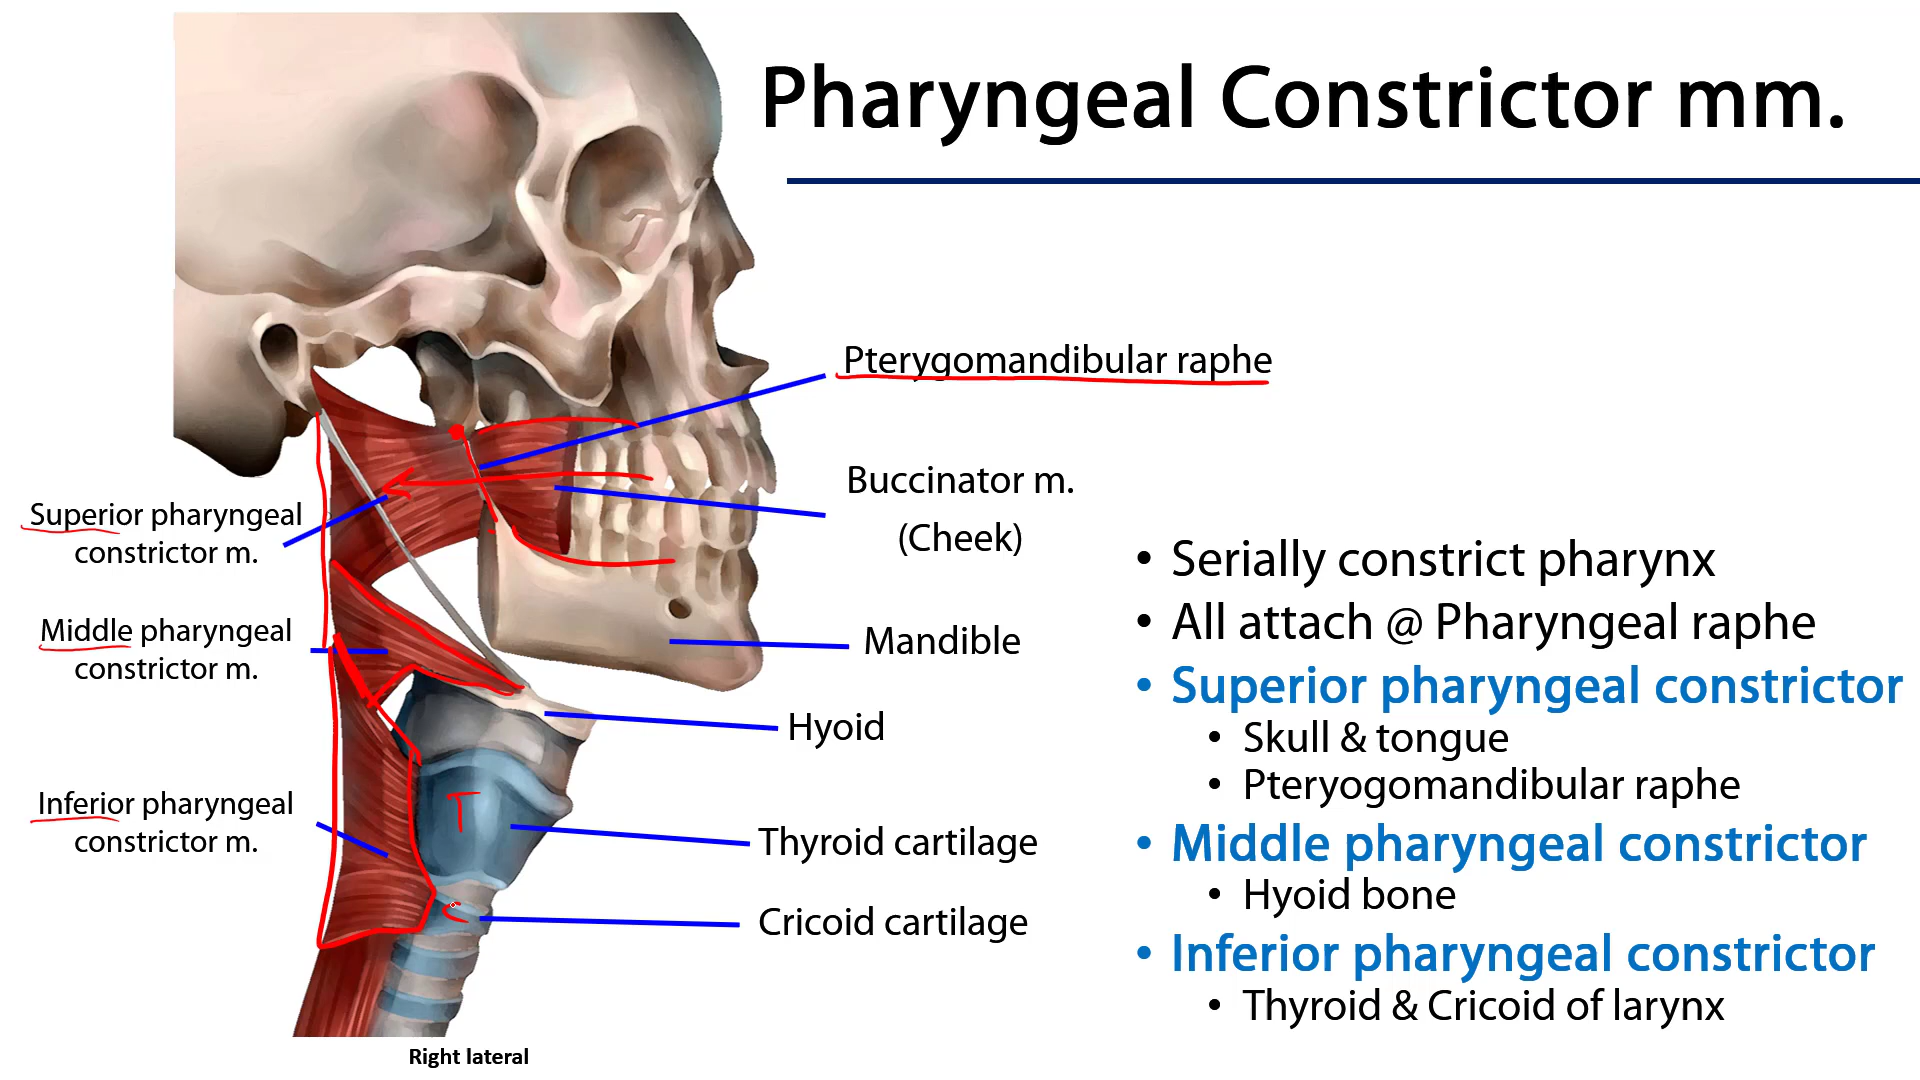 Pharyngeal Constrictor mm.
Pterygomandibular raphe
Buccinator m.
(Cheek)
Superior pharyngeal
constrictor m.
Middle pharyngeal
constrictor m.
Mandible
Hyoid
Inferior pharyngeal
constrictor m.
T
Thyroid cartilage
C
Cricoid cartilage
Right lateral
• Serially constrict pharynx
• All attach @ Pharyngeal raphe
• Superior pharyngeal constrictor
• Skull & tongue
• Pteryogomandibular raphe
• Middle pharyngeal constrictor
• Hyoid bone
• Inferior pharyngeal constrictor
• Thyroid & Cricoid of larynx